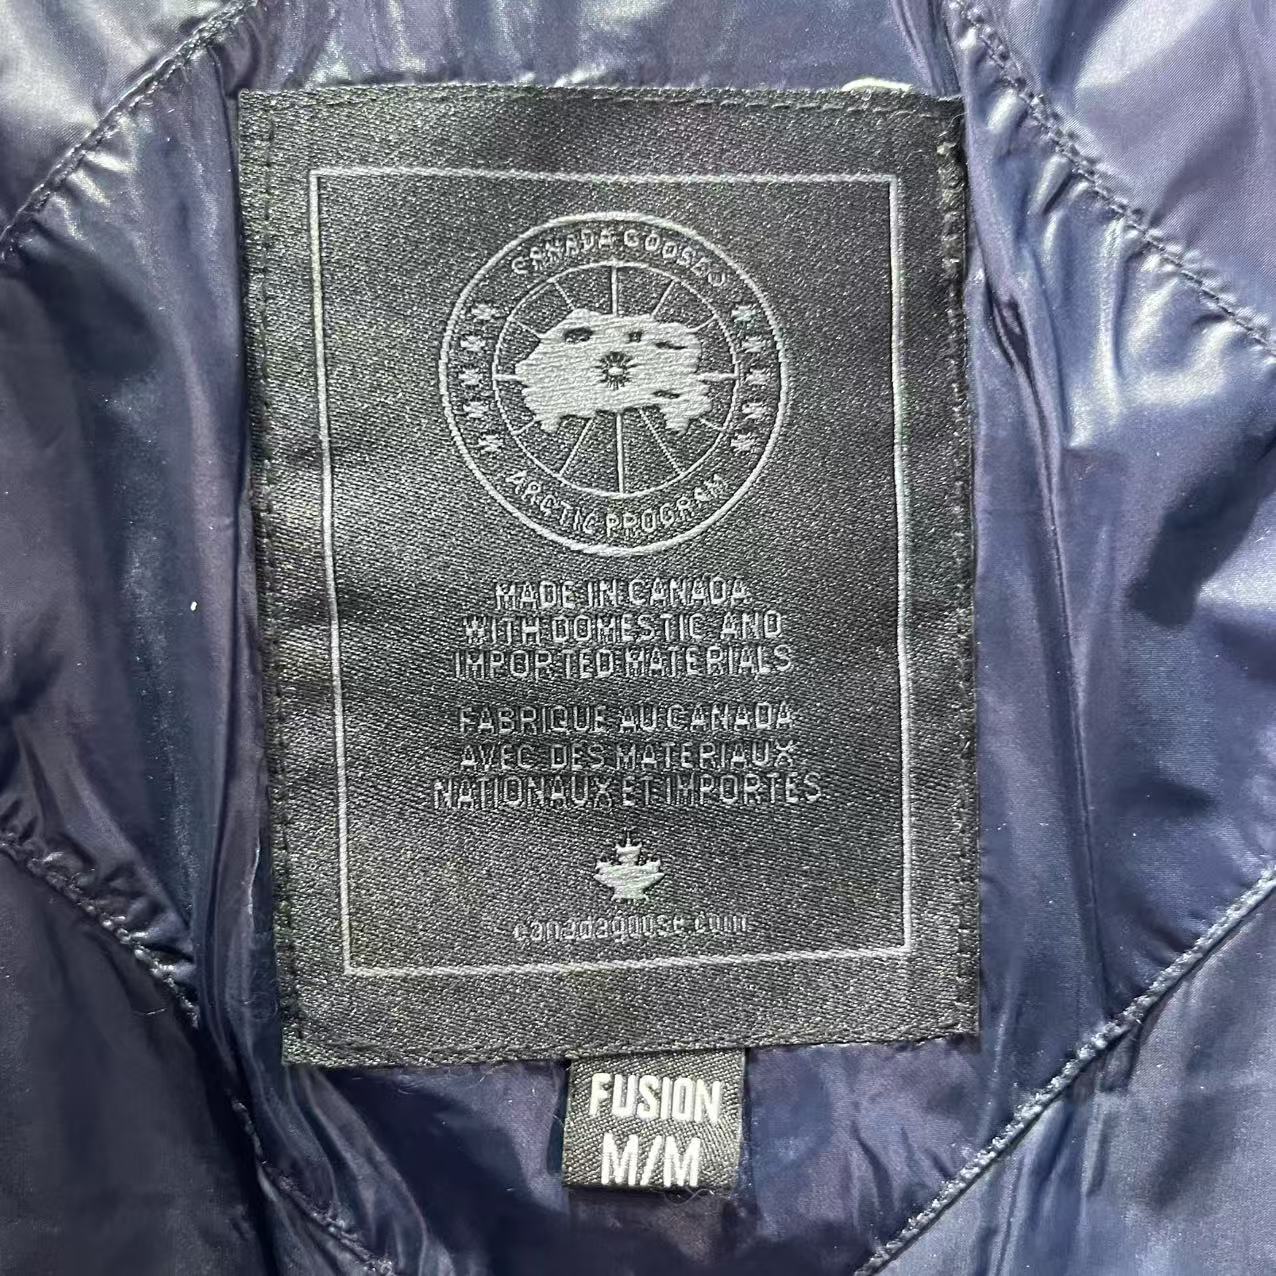 CANADA GOOSE®
ARCTIC PROGRAM
MADE IN CANADA
WITH DOMESTIC AND
IMPORTED MATERIALS
FABRIQUE AU CANADA
AVEC DES MATERIAUX
NATIONAUX ET IMPORTES
canadagoose.com
FUSION
M/M